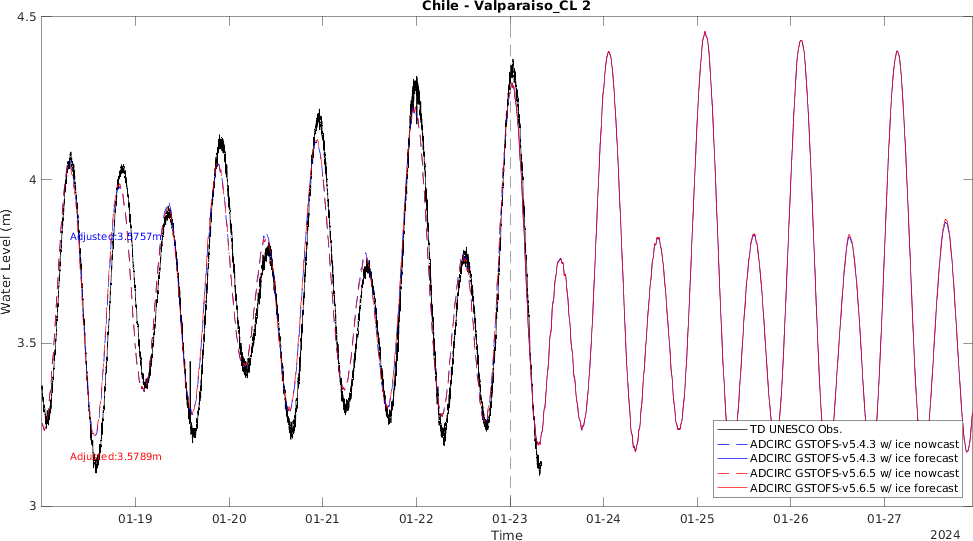 Chile - Valparaiso_CL 2
4.5
4
3.5
3
Water Level (m)
Adjusted:3.5757m
Adjusted:3.5789m
TD UNESCO Obs.
ADCIRC GSTOFS-v5.4.3 w/ ice nowcast
ADCIRC GSTOFS-v5.4.3 w/ ice forecast
ADCIRC GSTOFS-v5.6.5 w/ ice nowcast
ADCIRC GSTOFS-v5.6.5 w/ ice forecast
01-19 01-20 01-21 01-22 01-23 01-24 01-25 01-26 01-27
Time
2024